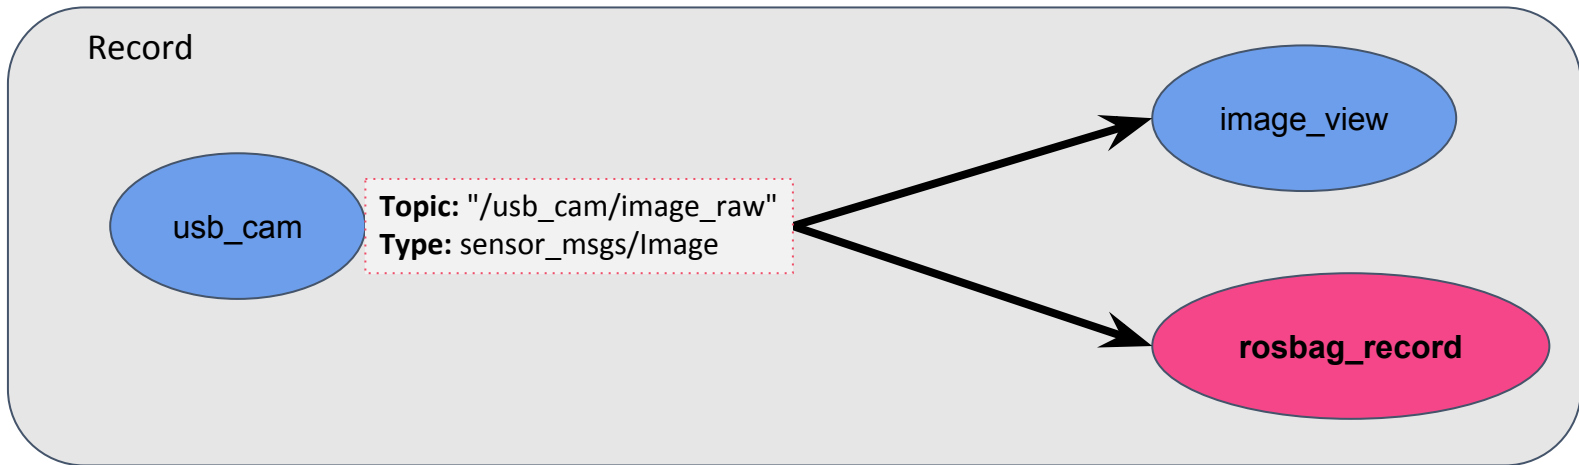 Record
image_view
usb_cam
Topic: "/usb_cam/image_raw"
Type: sensor_msgs/Image
rosbag_record